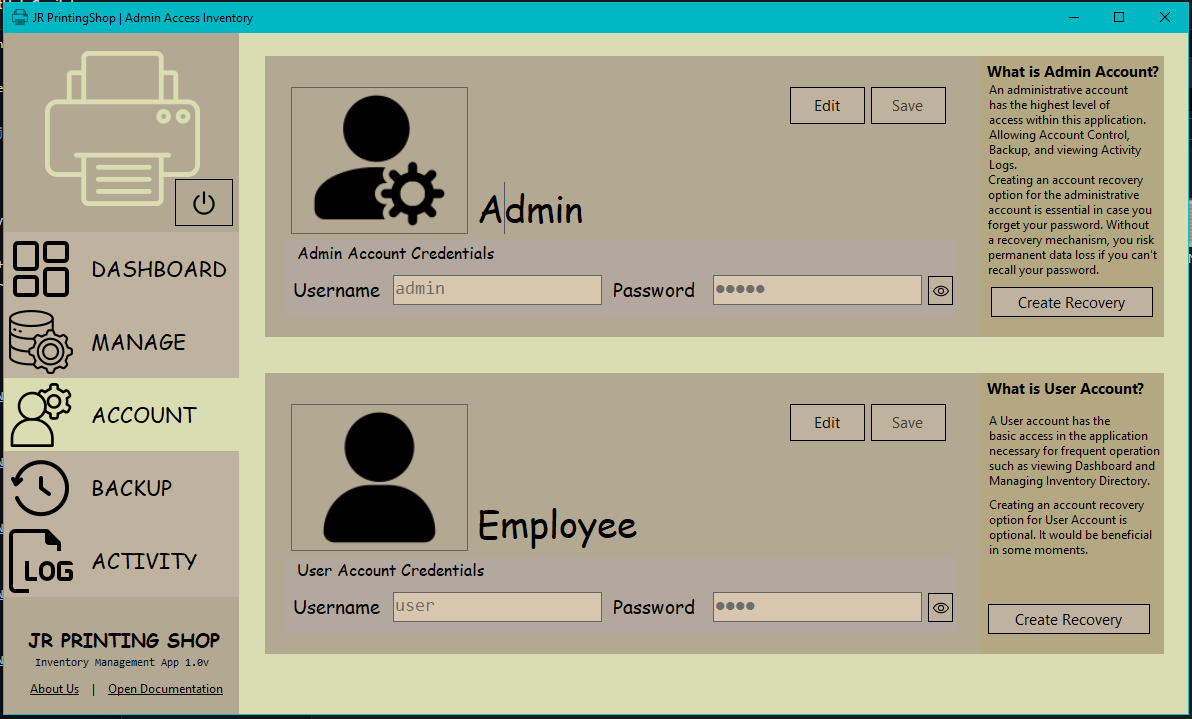 JR PrintingShop | Admin Access Inventory
DASHBOARD
MANAGE
ACCOUNT
BACKUP
LOG
ACTIVITY
JR PRINTING SHOP
Inventory Management App 1.0v
About Us | Open Documentation
Edit
Save
Admin
Admin Account Credentials
Username admin Password ●●●●●
What is Admin Account?
An administrative account
has the highest level of
access within this application.
Allowing Account Control,
Backup, and viewing Activity
Logs.
Creating an account recovery
option for the administrative
account is essential in case you
forget your password. Without
a recovery mechanism, you risk
permanent data loss if you can't
recall your password.
Create Recovery
Edit
Save
Employee
User Account Credentials
Username user Password ●●●●
What is User Account?
A User account has the
basic access in the application
necessary for frequent operation
such as viewing Dashboard and
Managing Inventory Directory.
Creating an account recovery
option for User Account is
optional. It would be beneficial
in some moments.
Create Recovery